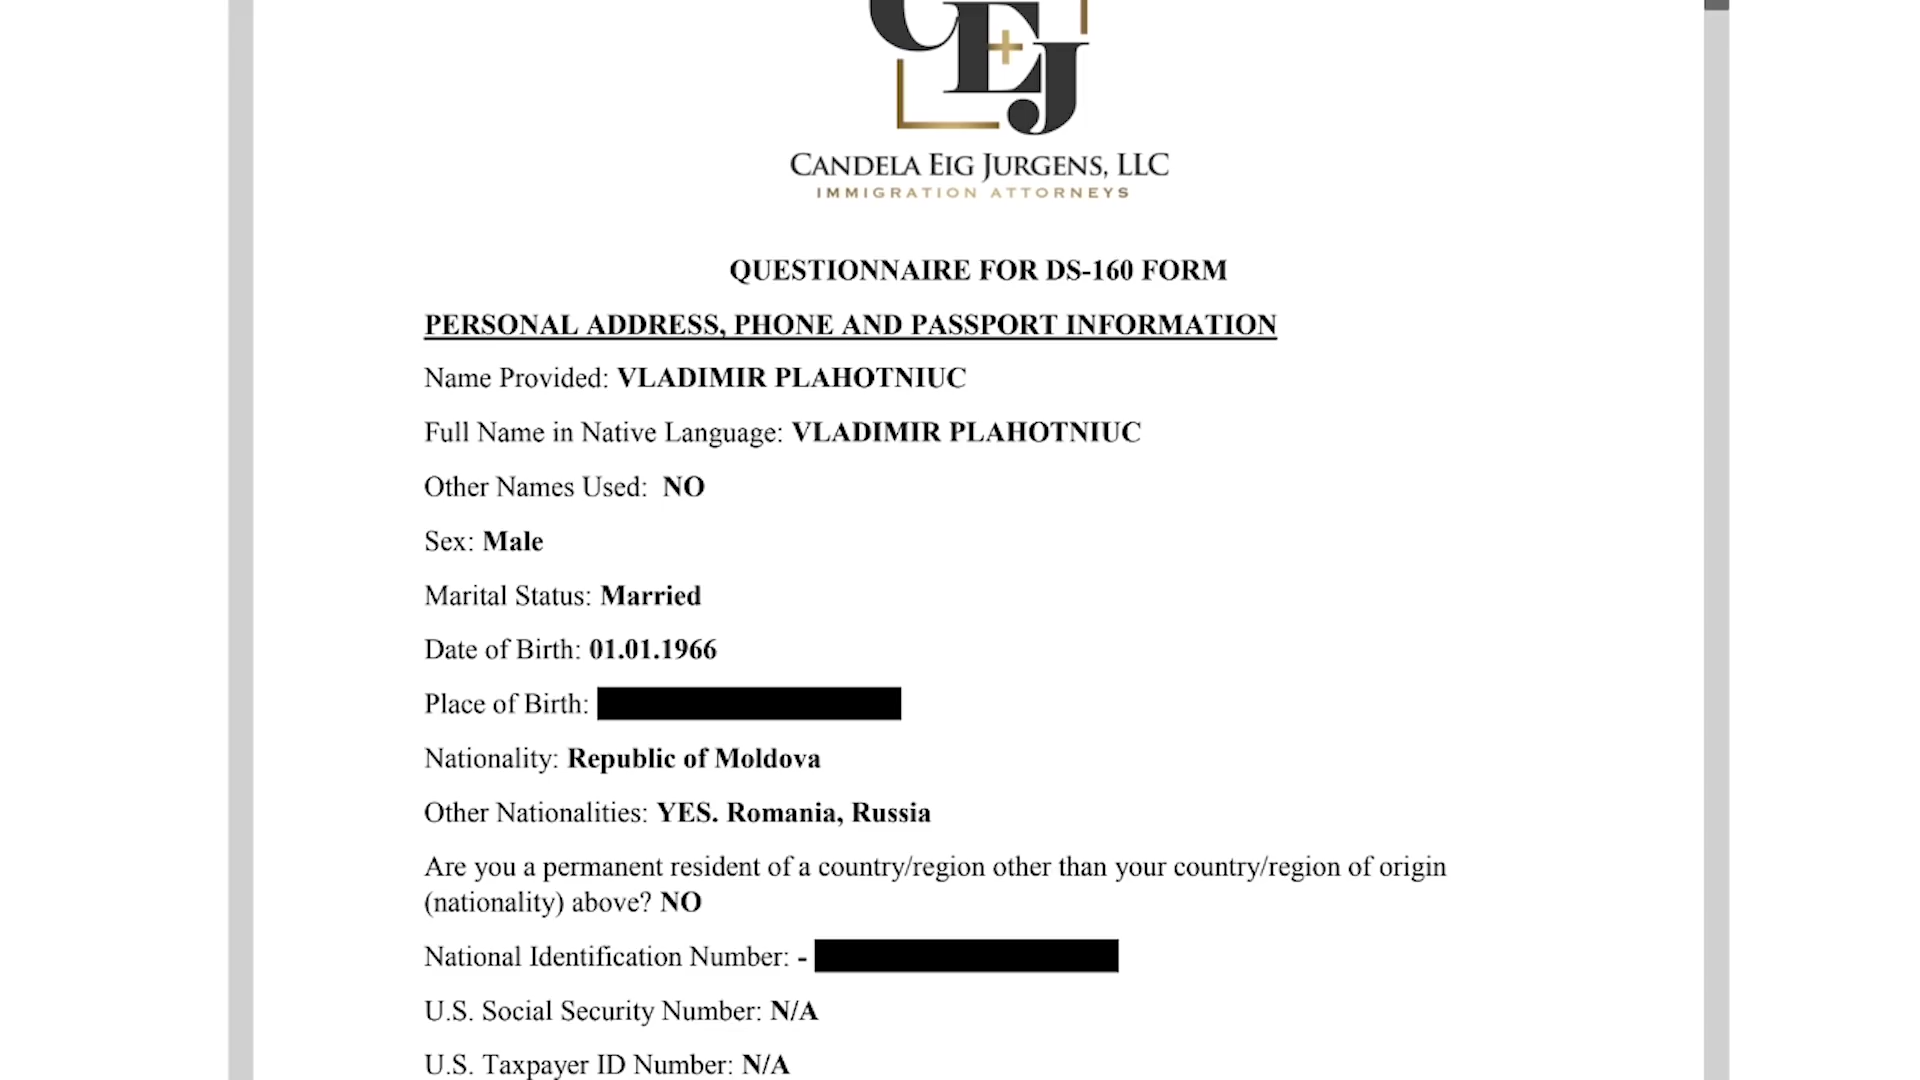 CEJ
CANDELA EIG JURGENS, LLC
IMMIGRATION ATTORNEYS
QUESTIONNAIRE FOR DS-160 FORM
PERSONAL ADDRESS, PHONE AND PASSPORT INFORMATION
Name Provided: VLADIMIR PLAHOTNIUC
Full Name in Native Language: VLADIMIR PLAHOTNIUC
Other Names Used: NO
Sex: Male
Marital Status: Married
Date of Birth: 01.01.1966
Place of Birth:
Nationality: Republic of Moldova
Other Nationalities: YES. Romania, Russia
Are you a permanent resident of a country/region other than your country/region of origin
(nationality) above? NO
National Identification Number: -
U.S. Social Security Number: N/A
U.S. Taxpayer ID Number: N/A